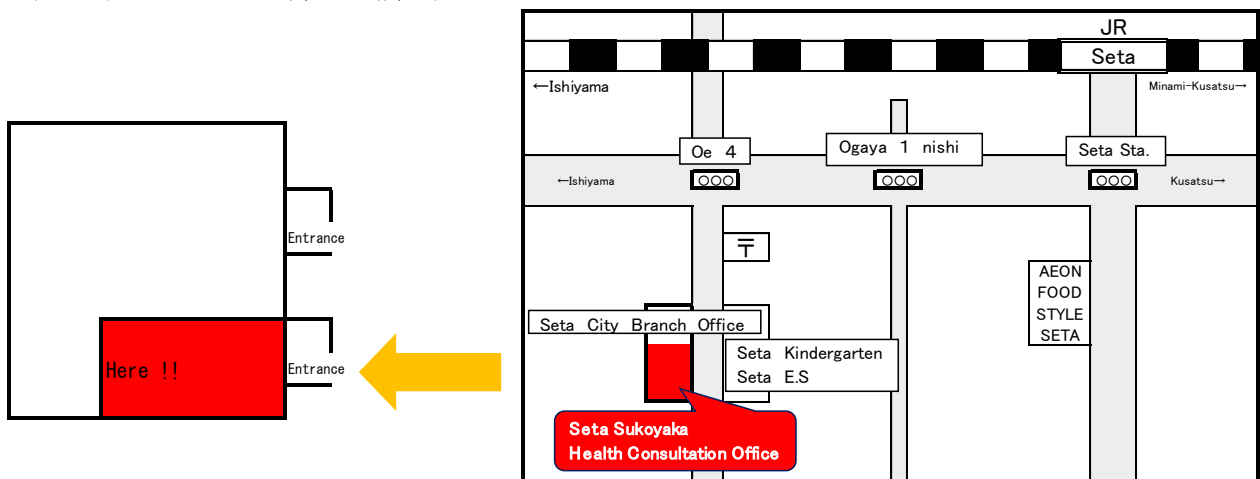 Entrance
Here !!
Entrance
JR
Seta
←Ishiyama
Minami-Kusatsu→
Oe 4
Ogaya 1 nishi
Seta Sta.
←Ishiyama
Kusatsu→
〒
AEON
FOOD
STYLE
SETA
Seta City Branch Office
Seta Kindergarten
Seta E.S
Seta Sukoyaka
Health Consultation Office